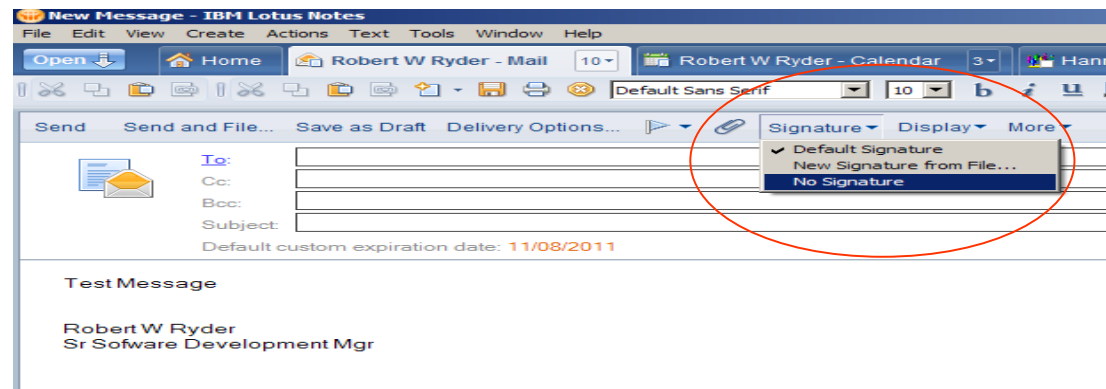 New Message - IBM Lotus Notes
File Edit View Create Actions Text Tools Window Help
Open Home Robert W Ryder - Mail 10 Robert W Ryder - Calendar 3
Default Sans Serif 10 b i u
Send Send and File... Save as Draft Delivery Options... Signature Display More
Default Signature
New Signature from File...
No Signature
To:
Cc:
Bcc:
Subject:
Default custom expiration date: 11/08/2011
Test Message
Robert W Ryder
Sr Sofware Development Mgr